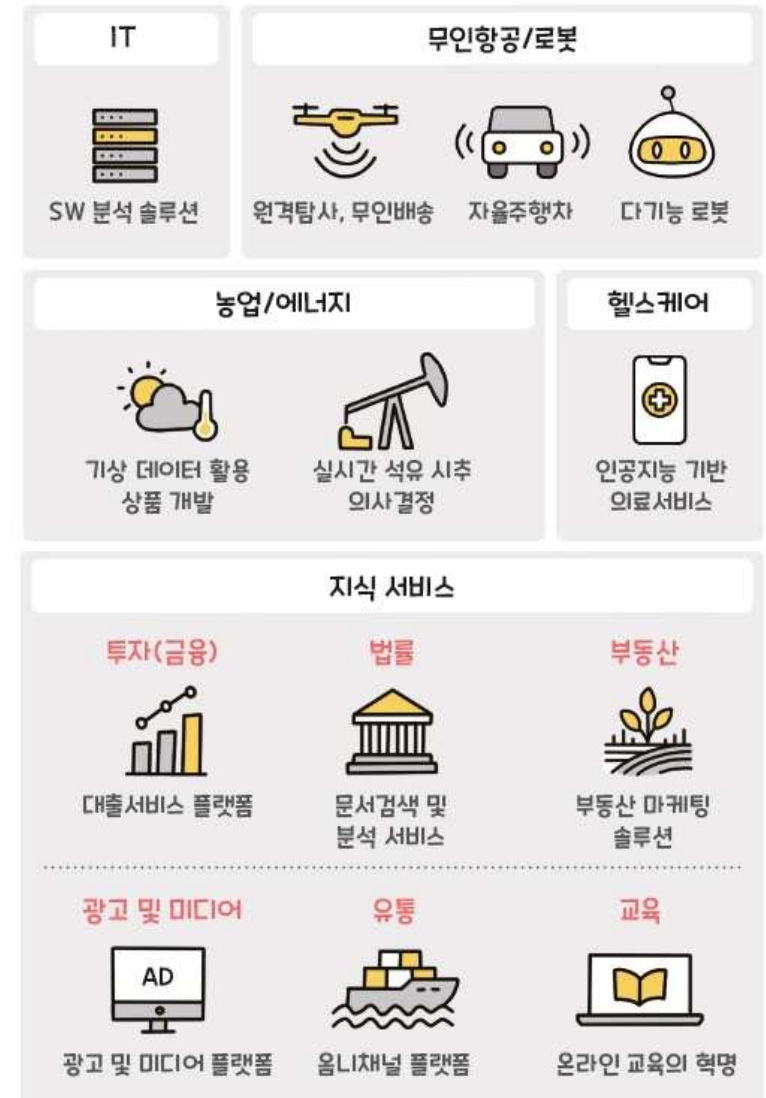 IT
무인항공/로봇
SW 분석 솔루션
원격탐사, 무인배송
자율주행차
다기능 로봇
농업/에너지
헬스케어
기상 데이터 활용
상품 개발
실시간 석유 시추
의사결정
인공지능 기반
의료서비스
지식 서비스
투자(금융)
법률
부동산
대출서비스 플랫폼
문서검색 및
분석 서비스
부동산 마케팅
솔루션
광고 및 미디어
유통
교육
AD
광고 및 미디어 플랫폼
옴니채널 플랫폼
온라인 교육의 혁명